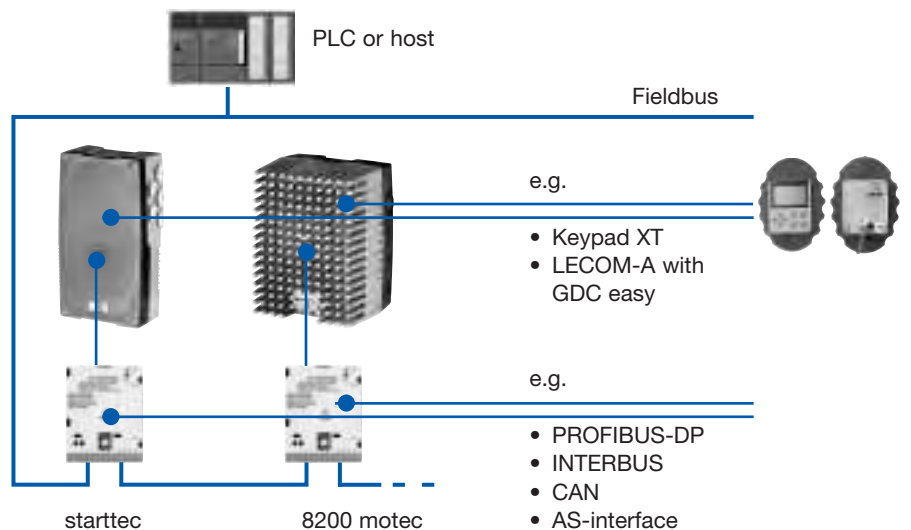 PLC or host
Fieldbus
e.g.
• Keypad XT
• LECOM-A with
GDC easy
e.g.
• PROFIBUS-DP
• INTERBUS
• CAN
• AS-interface
starttec
8200 motec